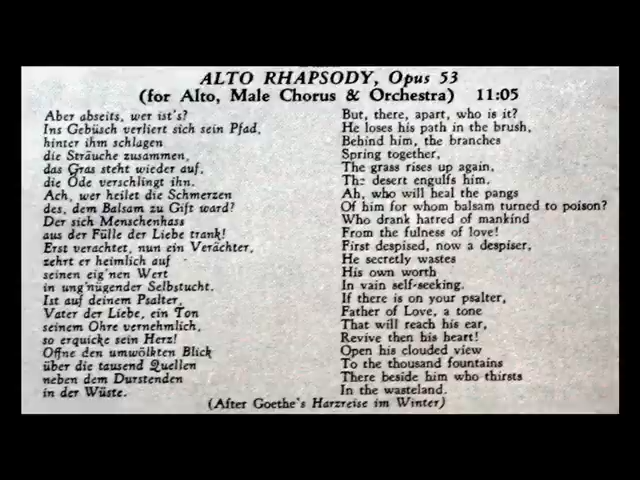 ALTO RHAPSODY, Opus 53
(for Alto, Male Chorus & Orchestra) 11:05
Aber abseits, wer ist's?
Ins Gebüsch verliert sich sein Pfad,
hinter ihm schlagen
die Sträuche zusammen,
das Gras steht wieder auf,
die Öde verschlingt ihn.
Ach, wer heilet die Schmerzen
des, dem Balsam zu Gift ward?
Der sich Menschenhass
aus der Fülle der Liebe trank!
Erst verachtet, nun ein Verächter,
zehrt er heimlich auf
seinen eig'nen Wert
in ung'nügender Selbstsucht.
Ist auf deinem Psalter,
Vater der Liebe, ein Ton
seinem Ohre vernehmlich,
so erquicke sein Herz!
Öffne den umwölkten Blick
über die tausend Quellen
neben dem Durstenden
in der Wüste.
But, there, apart, who is it?
He loses his path in the brush,
Behind him, the branches
Spring together,
The grass rises up again,
The desert engulfs him.
Ah, who will heal the pangs
Of him for whom balsam turned to poison?
Who drank hatred of mankind
From the fulness of love!
First despised, now a despiser,
He secretly wastes
His own worth
In vain self-seeking.
If there is on your psalter,
Father of Love, a tone
That will reach his ear,
Revive then his heart!
Open his clouded view
To the thousand fountains
There beside him who thirsts
In the wasteland.
(After Goethe's Harzreise im Winter)